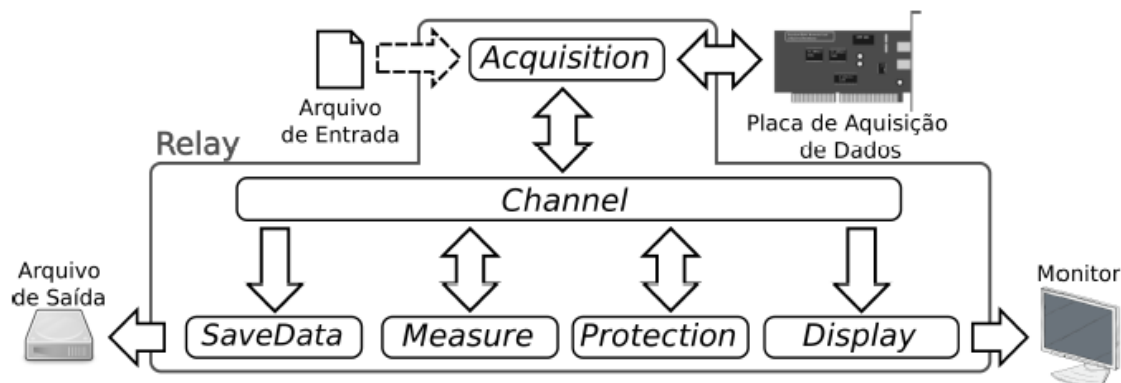 Acquisition
Arquivo
de Entrada
Placa de Aquisição
de Dados
Relay
Channel
Arquivo
de Saída
Monitor
SaveData
Measure
Protection
Display